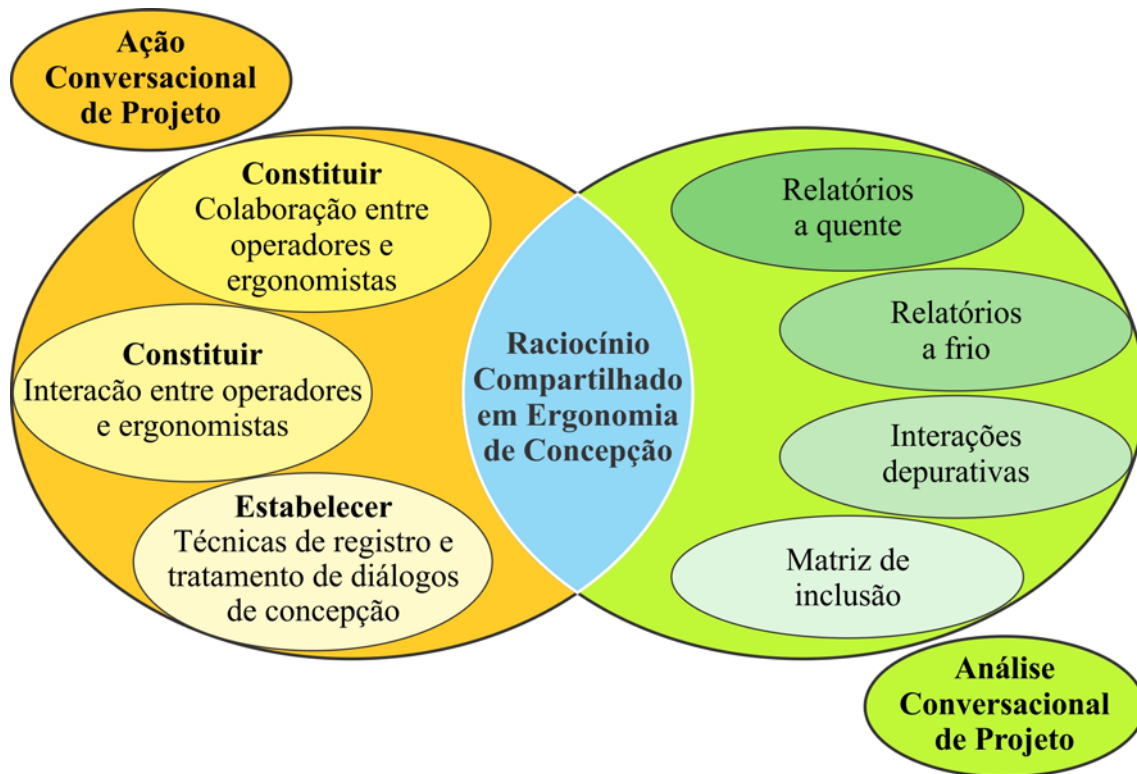 Ação
Conversacional
de Projeto
Constituir
Colaboração entre
operadores e
ergonomistas
Constituir
Interacão entre operadores
e ergonomistas
Estabelecer
Técnicas de registro e
tratamento de diálogos
de concepção
Raciocínio
Compartilhado
em Ergonomia
de Concepção
Relatórios
a quente
Relatórios
a frio
Interações
depurativas
Matriz de
inclusão
Análise
Conversacional
de Projeto